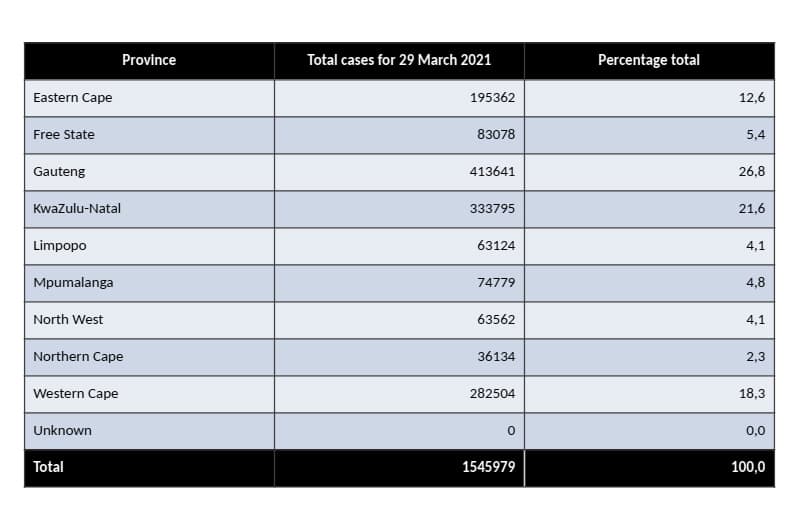 Province Total cases for 29 March 2021 Percentage total
Eastern Cape 195362 12,6
Free State 83078 5,4
Gauteng 413641 26,8
KwaZulu-Natal 333795 21,6
Limpopo 63124 4,1
Mpumalanga 74779 4,8
North West 63562 4,1
Northern Cape 36134 2,3
Western Cape 282504 18,3
Unknown 0 0,0
Total 1545979 100,0